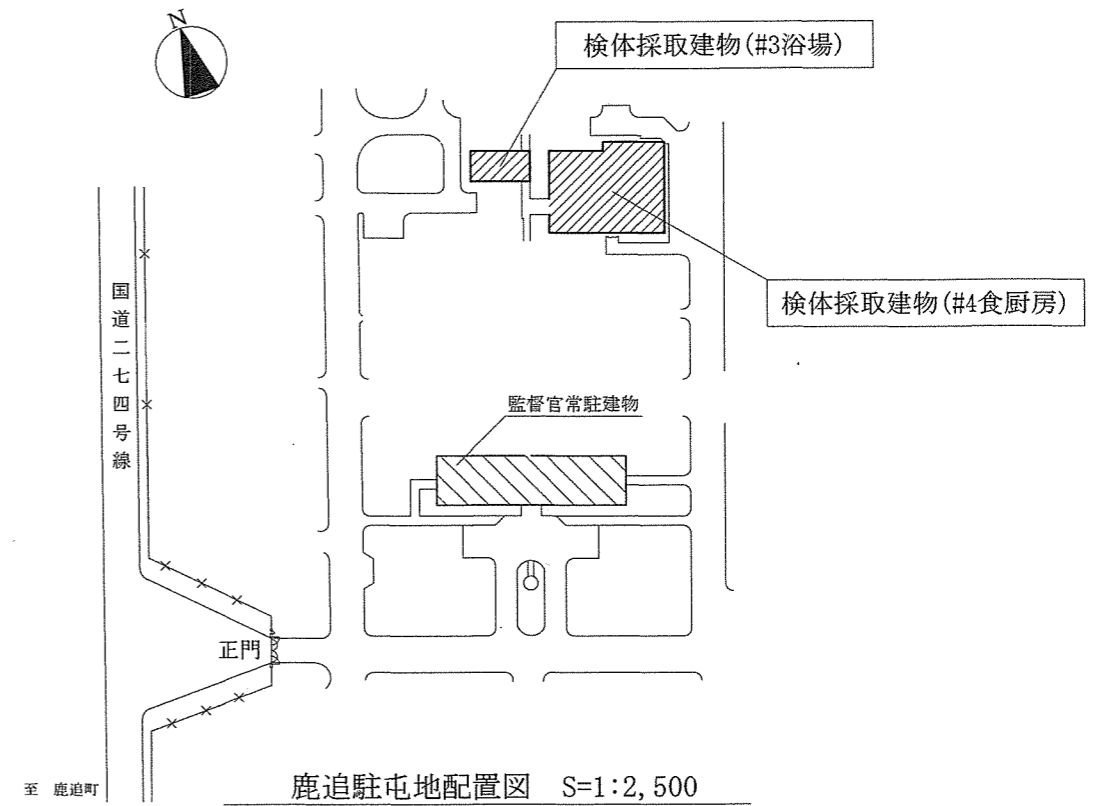 N
検体採取建物(#3浴場)
検体採取建物(#4食厨房)
国道二七四号線
監督官常駐建物
正門
至 鹿追町
鹿追駐屯地配置図 S=1:2,500